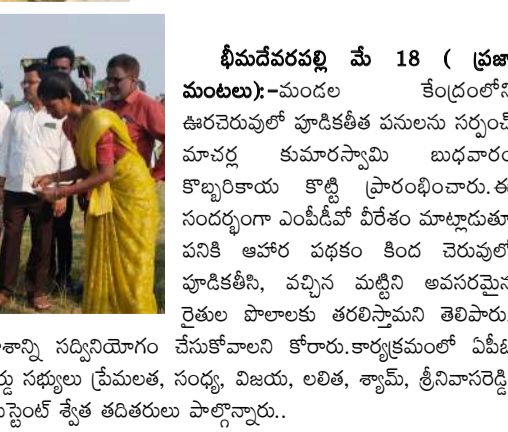 భీమదేవరపల్లి మే 18 ( ప్రజా
మంటలు):-మండల కేంద్రంలోని
ఊరచెరువులో పూడికతీత పనులను సర్పంచ్
మాచర్ల కుమారస్వామి బుధవారం
కొబ్బరికాయ కొట్టి ప్రారంభించారు.ఈ
సందర్భంగా ఎంపీడీవో వీరేశం మాట్లాడుతూ
పనికి ఆహార పథకం కింద చెరువులో
పూడికతీసి, వచ్చిన మట్టిని అవసరమైన
రైతుల పొలాలకు తరలిస్తామని తెలిపారు.
సద్వినియోగం చేసుకోవాలని కోరారు.కార్యక్రమంలో ఏపీఓ
సభ్యులు ప్రేమలత, సంధ్య, విజయ, లలిత, శ్యామ్, శ్రీనివాసరెడ్డి
శ్వేత తదితరులు పాల్గొన్నారు..